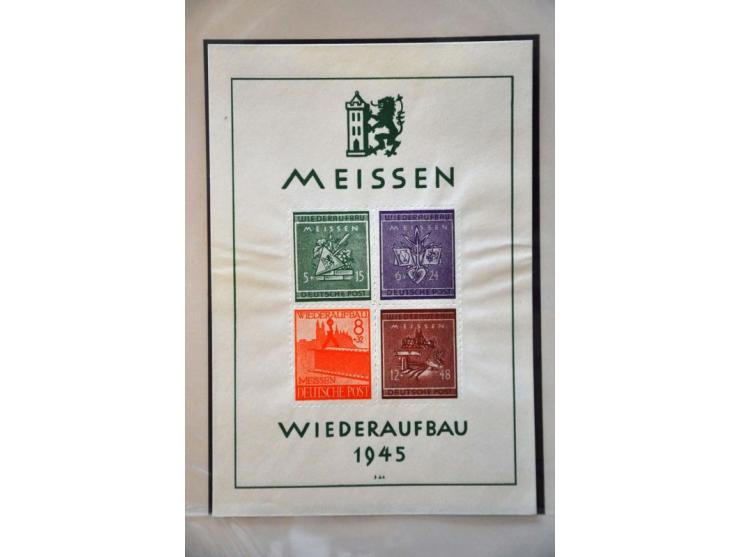 MEISSEN
WIEDERAUFBAU
MEISSEN
5+ 15
DEUTSCHE POST
WIEDERAUFBAU
MEISSEN
6+ 24
DEUTSCHE POST
WIEDERAUFBAU
8
+32
MEISSEN
DEUTSCHE POST
WIEDERAUFBAU
MEISSEN
12+ 48
DEUTSCHE POST
WIEDERAUFBAU
1945